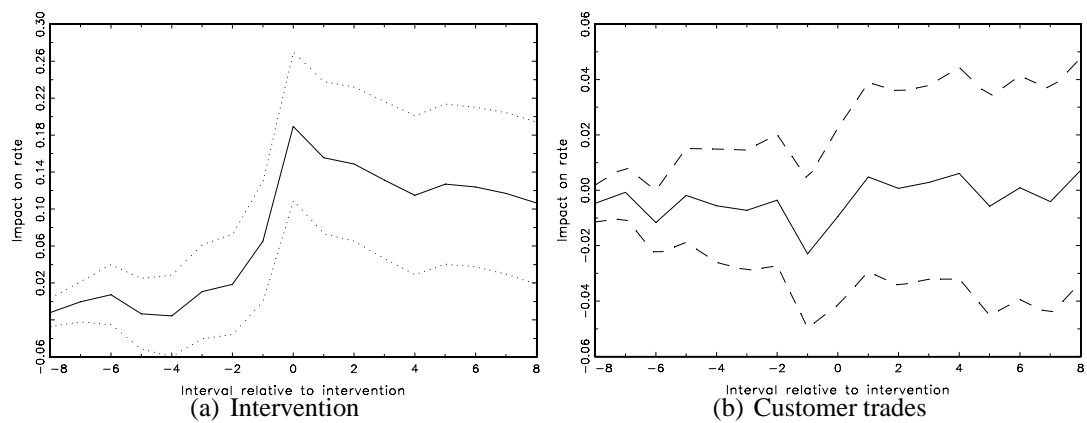 0.30
0.26
0.22
0.18
0.14
0.10
0.06
0.02
-0.06
Impact on rate
-8 -6 -4 -2 0 2 4 6 8
Interval relative to intervention
(a) Intervention
0.06
0.04
0.02
0.00
-0.02
-0.04
-0.06
Impact on rate
-8 -6 -4 -2 0 2 4 6 8
Interval relative to intervention
(b) Customer trades